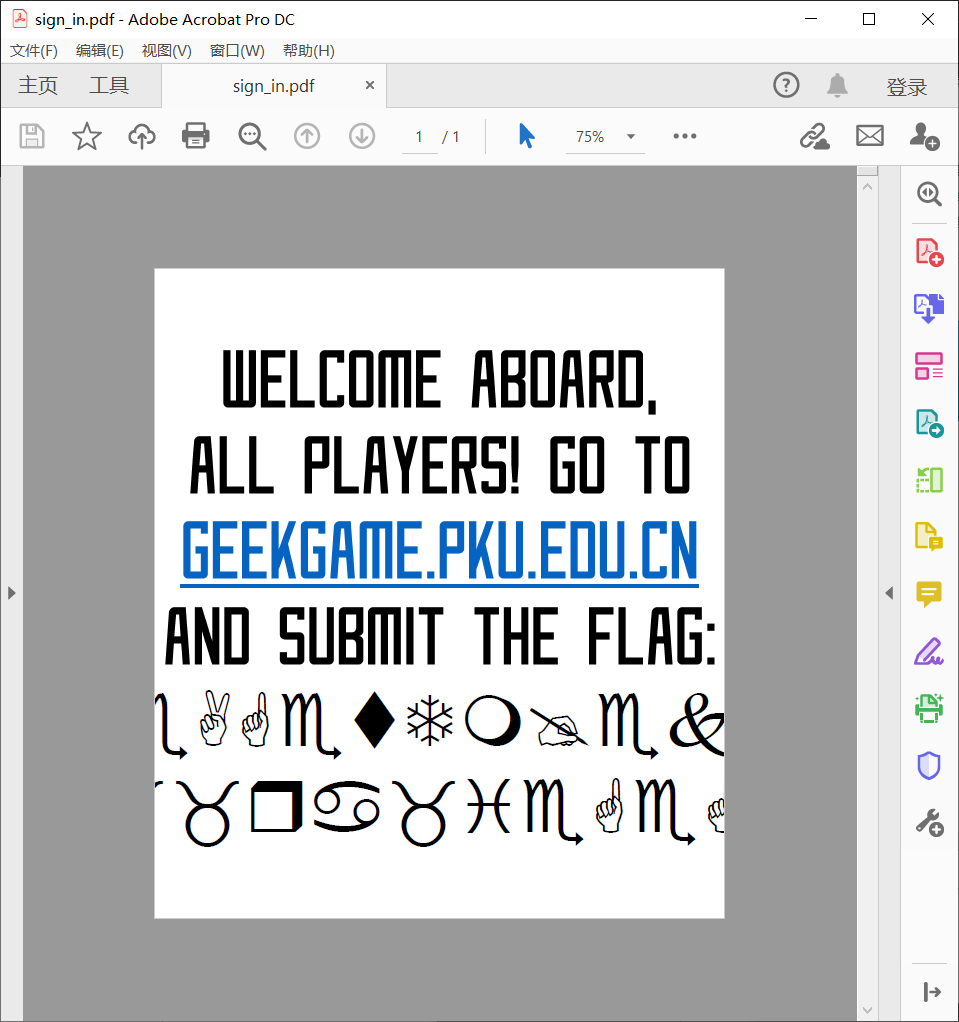 sign_in.pdf - Adobe Acrobat Pro DC
文件(F) 编辑(E) 视图(V) 窗口(W) 帮助(H)
主页 工具 sign_in.pdf × ? 登录
1 / 1 75%
WELCOME ABOARD,
ALL PLAYERS! GO TO
GEEKGAME.PKU.EDU.CN
AND SUBMIT THE FLAG:
♏✌☝♏⬧❄❍✍♏🙰
♉❒♋♉♓♏☝♏